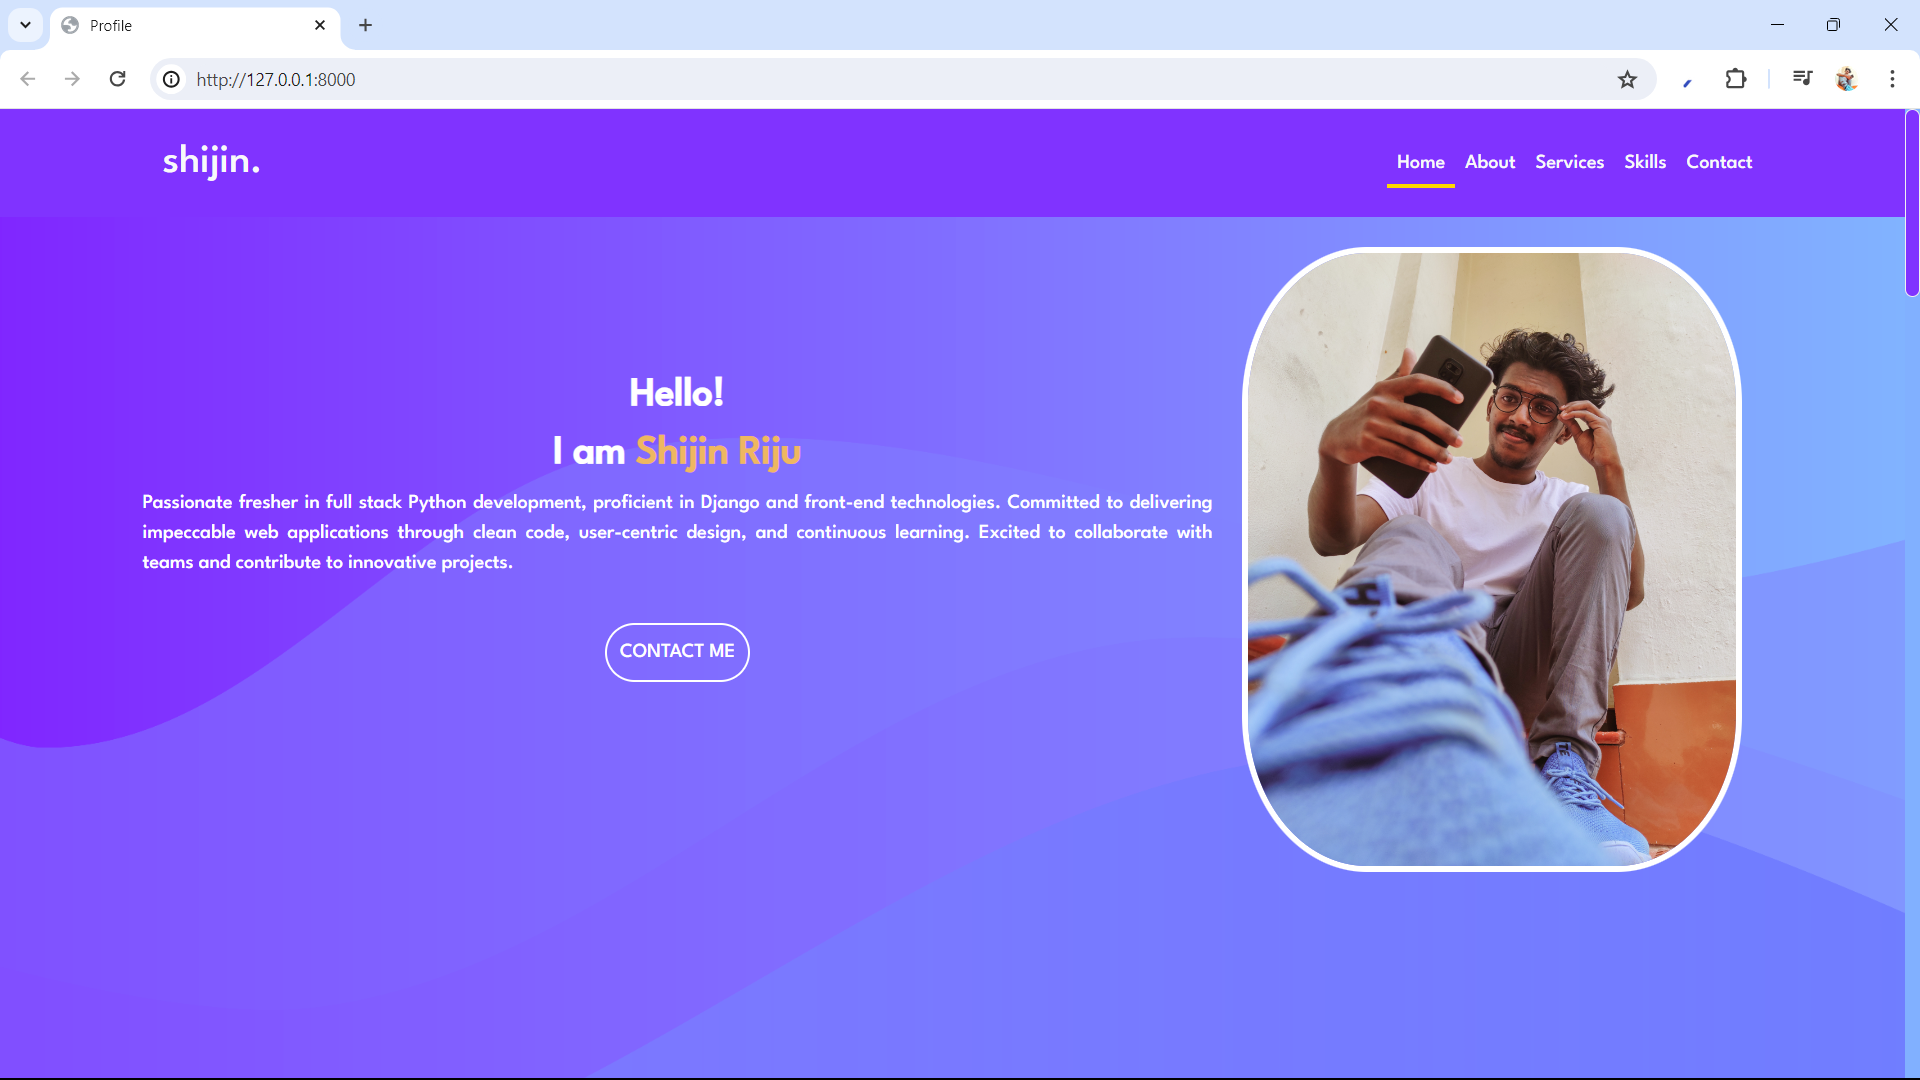 Profile
http://127.0.0.1:8000
shijin.
Home About Services Skills Contact
Hello!
I am Shijin Riju
Passionate fresher in full stack Python development, proficient in Django and front-end technologies. Committed to delivering
impeccable web applications through clean code, user-centric design, and continuous learning. Excited to collaborate with
teams and contribute to innovative projects.
CONTACT ME